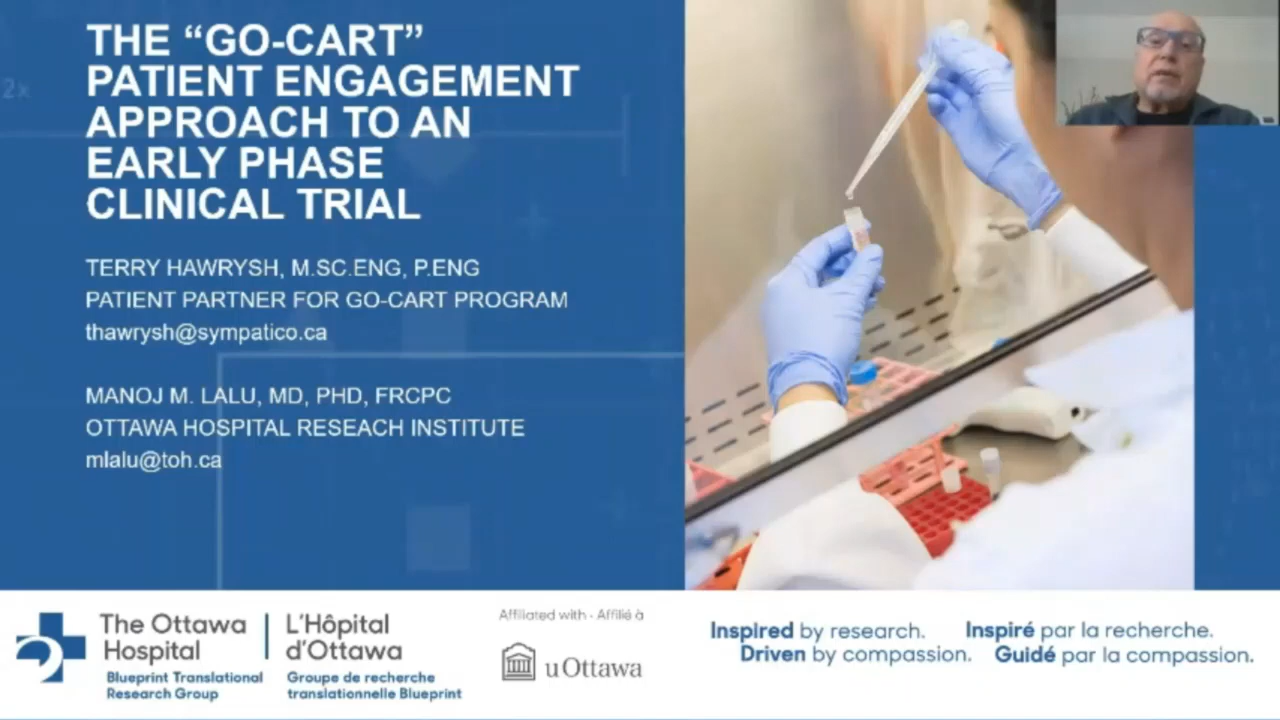 THE “GO-CART”
PATIENT ENGAGEMENT
APPROACH TO AN
EARLY PHASE
CLINICAL TRIAL
TERRY HAWRYSH, M.SC.ENG, P.ENG
PATIENT PARTNER FOR GO-CART PROGRAM
thawrysh@sympatico.ca
MANOJ M. LALU, MD, PHD, FRCPC
OTTAWA HOSPITAL RESEACH INSTITUTE
mlalu@toh.ca
2x
The Ottawa
Hospital
Blueprint Translational
Research Group
L’Hôpital
d’Ottawa
Groupe de recherche
translationnelle Blueprint
Affiliated with · Affilié à
uOttawa
Inspired by research.
Driven by compassion.
Inspiré par la recherche.
Guidé par la compassion.